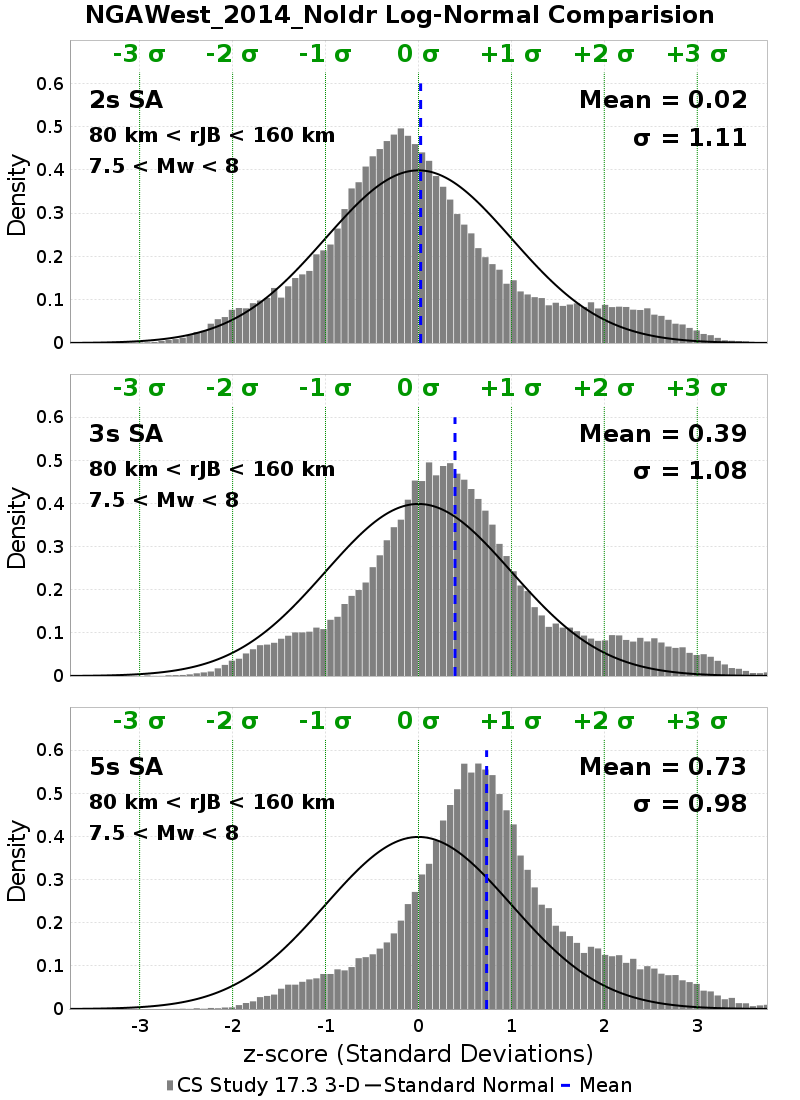 NGAWest_2014_NoIdr Log-Normal Comparision
-3 σ -2 σ -1 σ 0 σ +1 σ +2 σ +3 σ
0.6
2s SA Mean = 0.02
0.5
80 km < rJB < 160 km σ = 1.11
0.4
7.5 < Mw < 8
0.3
0.2
0.1
0
Density
-3 σ -2 σ -1 σ 0 σ +1 σ +2 σ +3 σ
0.6
3s SA Mean = 0.39
0.5
80 km < rJB < 160 km σ = 1.08
0.4
7.5 < Mw < 8
0.3
0.2
0.1
0
Density
-3 σ -2 σ -1 σ 0 σ +1 σ +2 σ +3 σ
0.6
5s SA Mean = 0.73
0.5
80 km < rJB < 160 km σ = 0.98
0.4
7.5 < Mw < 8
0.3
0.2
0.1
0
Density
-3 -2 -1 0 1 2 3
z-score (Standard Deviations)
CS Study 17.3 3-D Standard Normal Mean